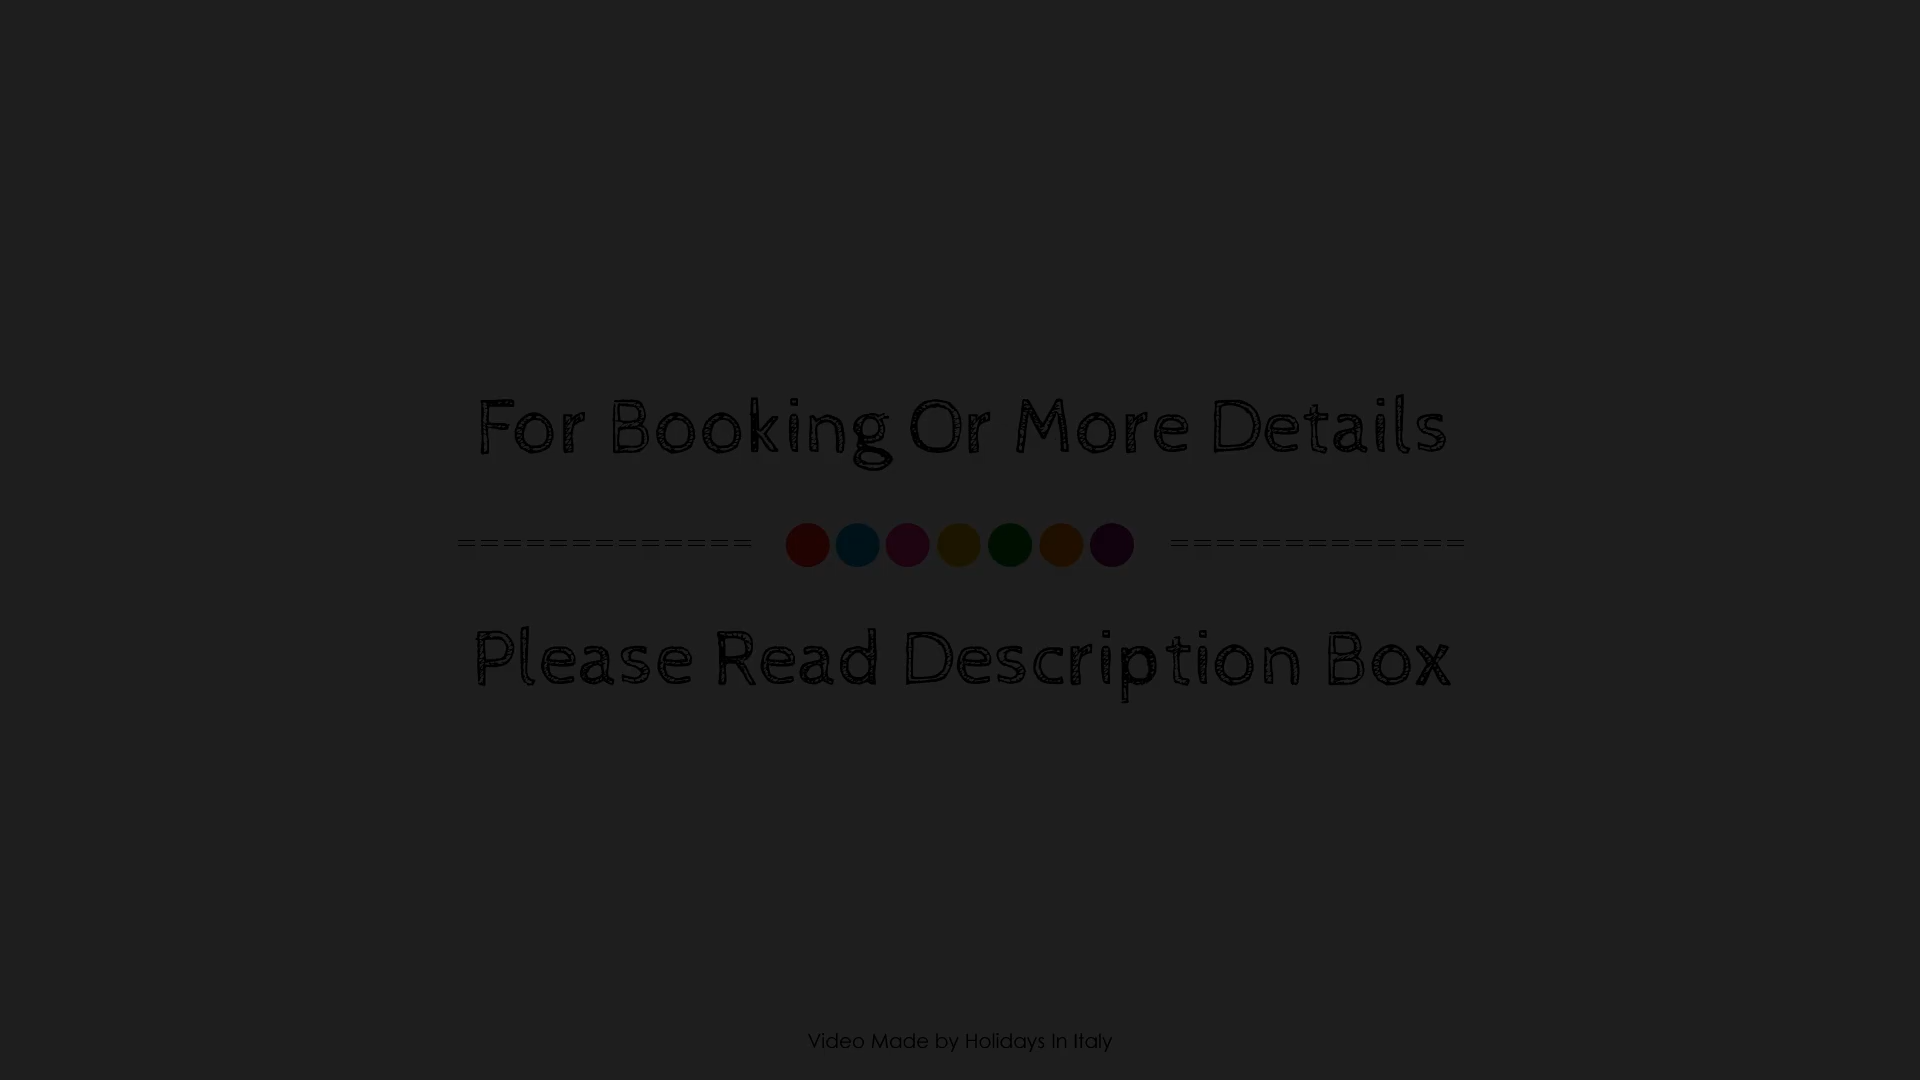 For Booking Or More Details
============= =============
Please Read Description Box
Video Made by Holidays In Italy